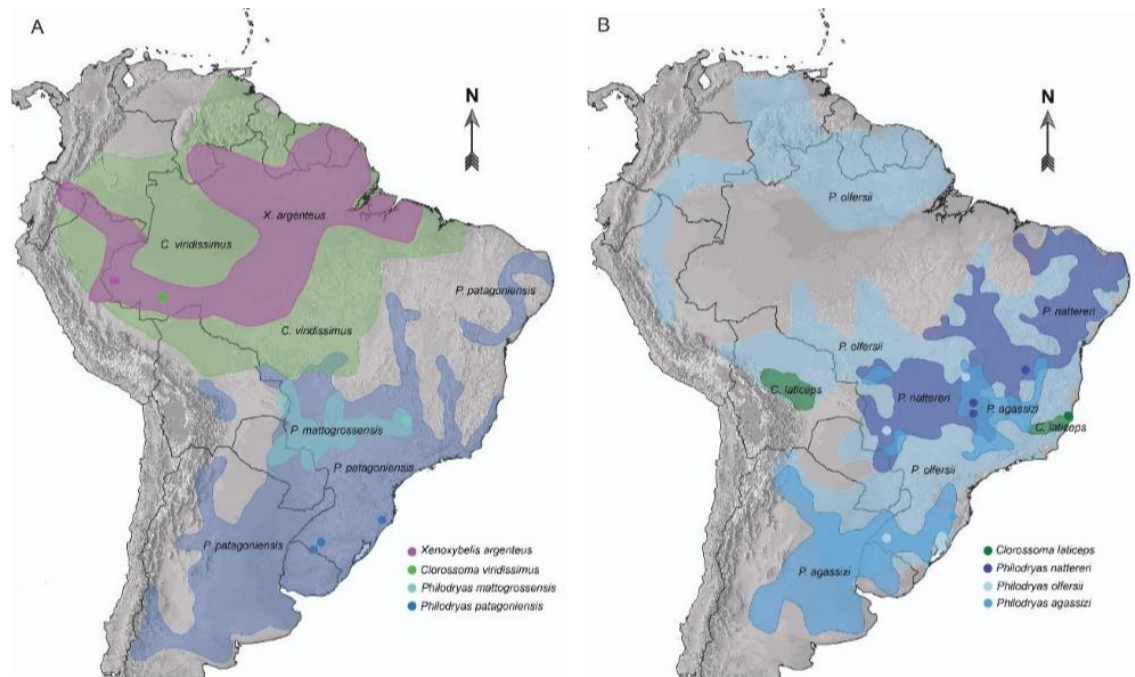 A
N
X. argenteus
C. viridissimus
P. patagoniensis
C. viridissimus
P. mattogrossensis
P. patagoniensis
P. patagoniensis
Xenoxybelis argenteus
Clorossoma viridissimus
Philodryas mattogrossensis
Philodryas patagoniensis
B
N
P. olfersii
P. nattereri
P. olfersii
C. laticeps
P. nattereri
P. agassizi
C. laticeps
P. olfersii
P. agassizi
Clorossoma laticeps
Philodryas nattereri
Philodryas olfersii
Philodryas agassizi